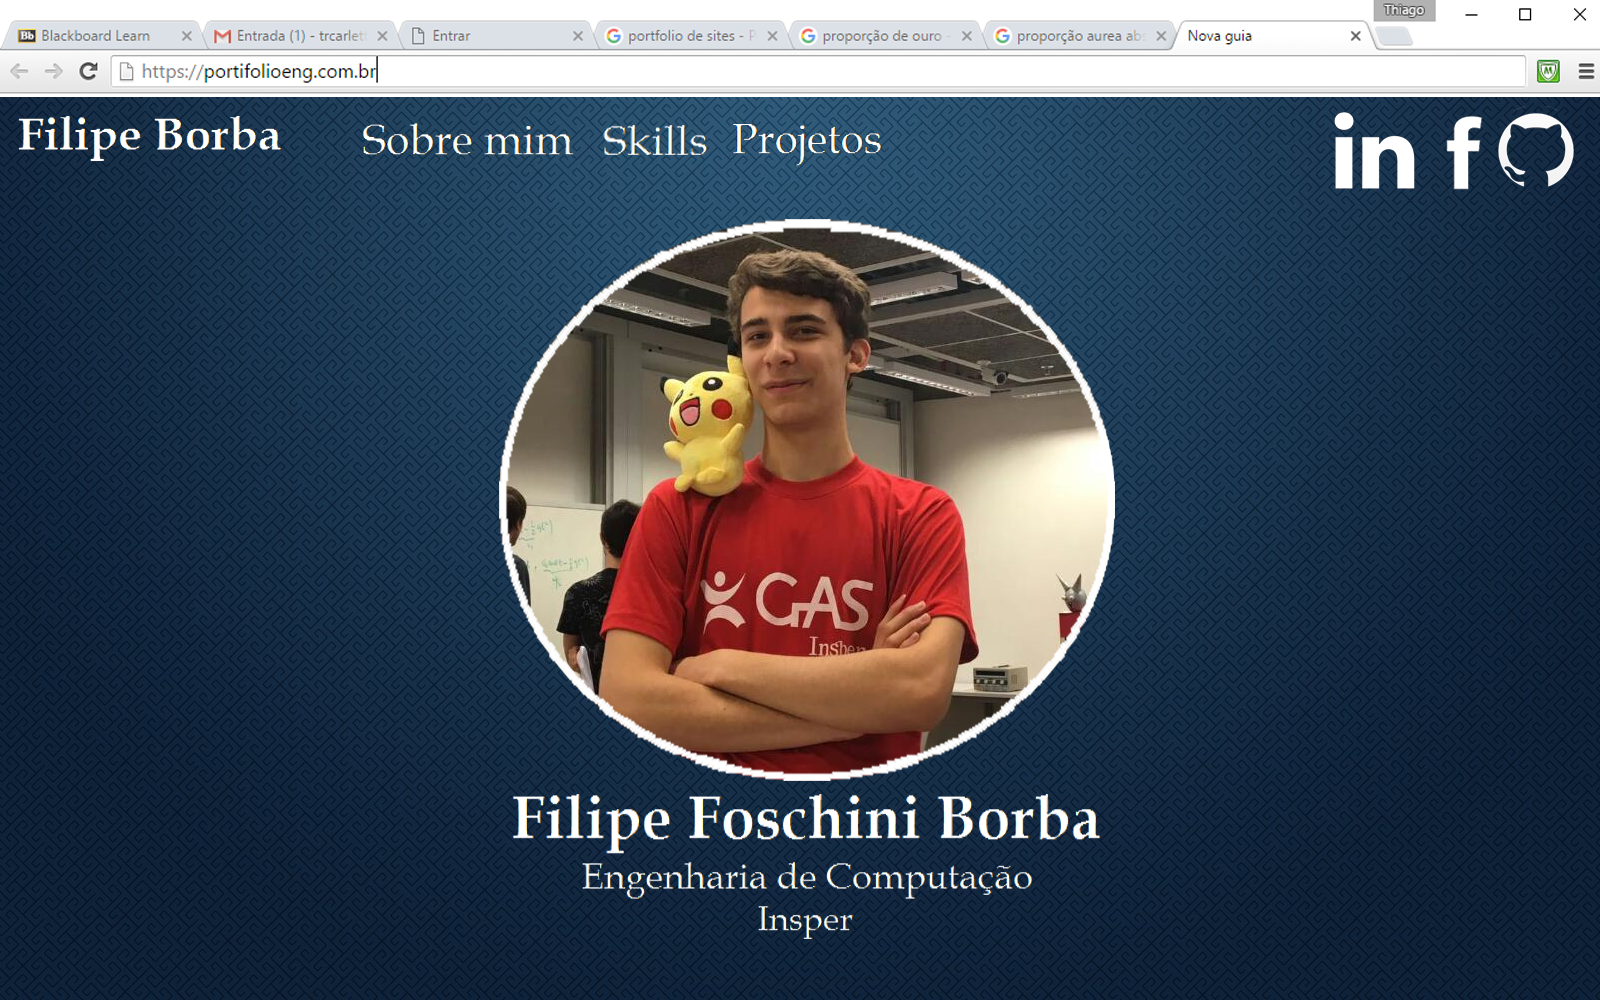 Thiago
Blackboard Learn
Entrada (1) - trcarlet
Entrar
portfolio de sites - P
proporção de ouro -
proporção aurea abs
Nova guia
https://portifolioeng.com.br
Filipe Borba Sobre mim Skills Projetos
in f
GAS
Insper
Filipe Foschini Borba
Engenharia de Computação
Insper